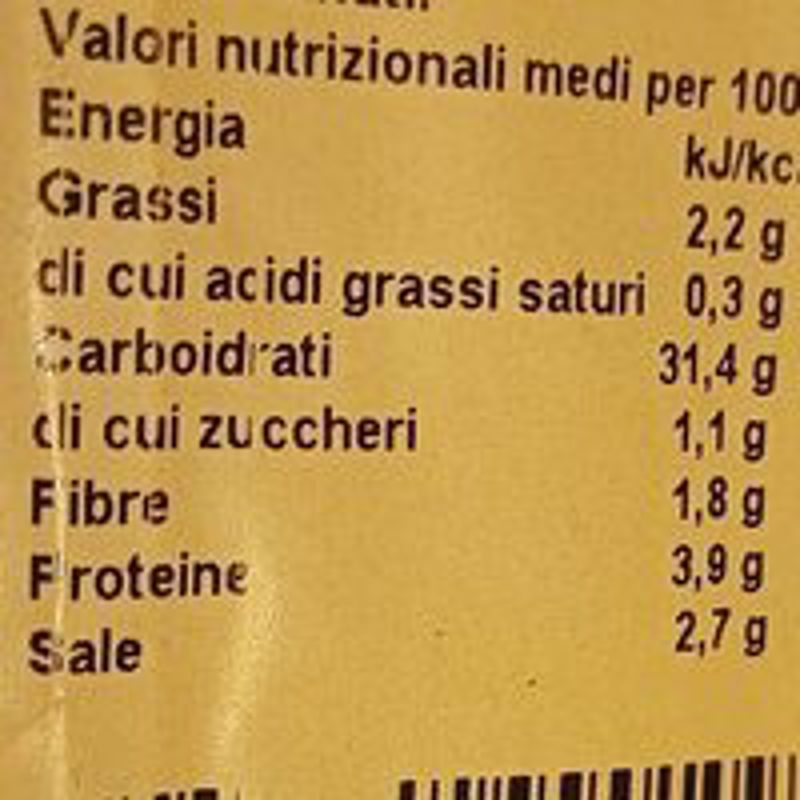 Valori nutrizionali medi per 100
Energia kJ/kc
Grassi 2,2 g
di cui acidi grassi saturi 0,3 g
Carboidrati 31,4 g
di cui zuccheri 1,1 g
Fibre 1,8 g
Proteine 3,9 g
Sale 2,7 g